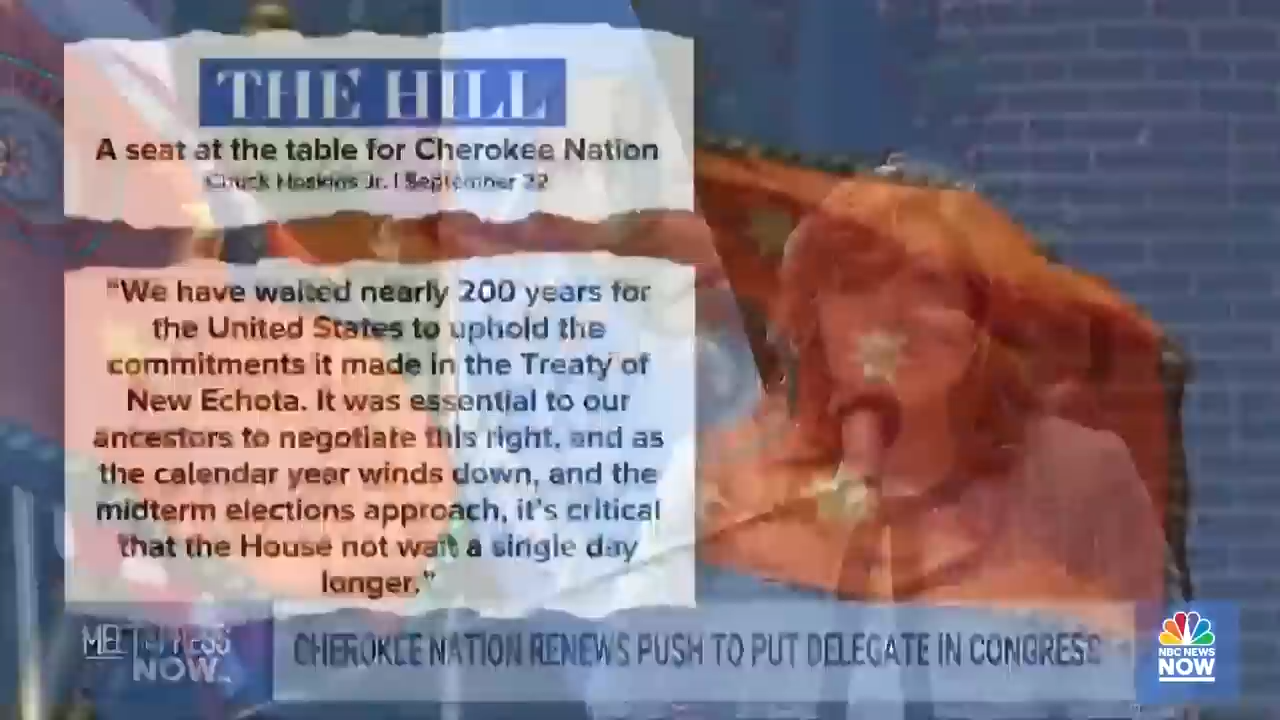 THE HILL
A seat at the table for Cherokee Nation
Chuck Hoskins Jr. | September 22
"We have waited nearly 200 years for
the United States to uphold the
commitments it made in the Treaty of
New Echota. It was essential to our
ancestors to negotiate this right, and as
the calendar year winds down, and the
midterm elections approach, it's critical
that the House not wait a single day
longer."
MEET THE PRESS
NOW
CHEROKEE NATION RENEWS PUSH TO PUT DELEGATE IN CONGRESS
NBC NEWS
NOW